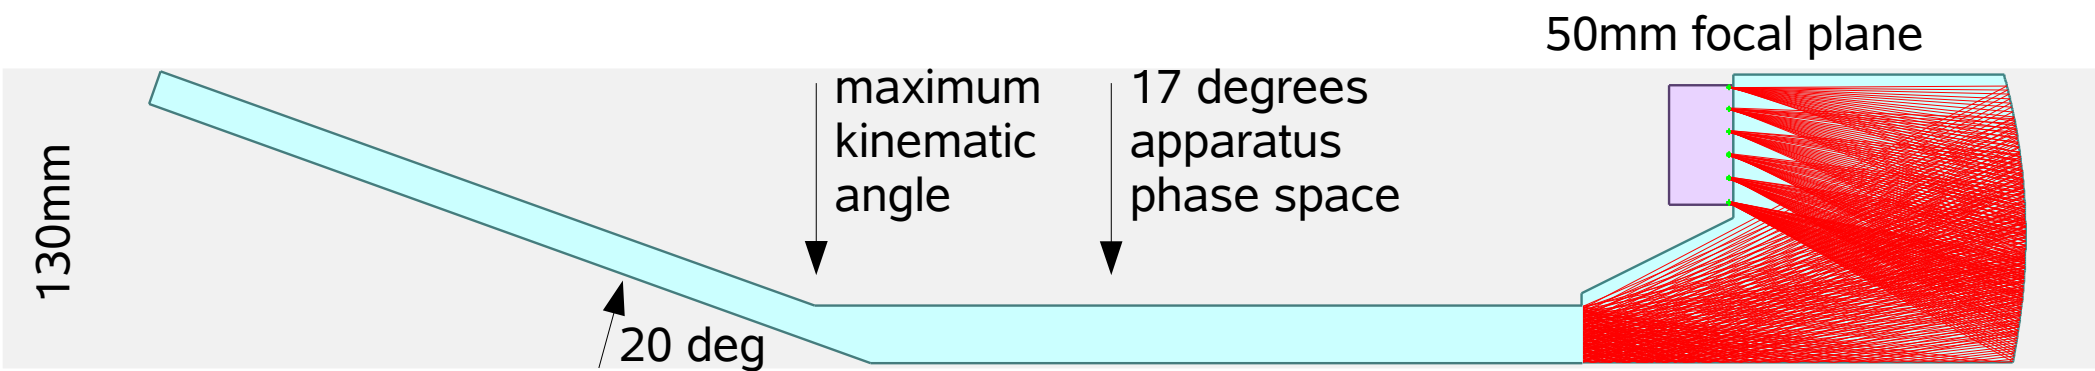 50mm focal plane
maximum
kinematic
angle
17 degrees
apparatus
phase space
130mm
20 deg